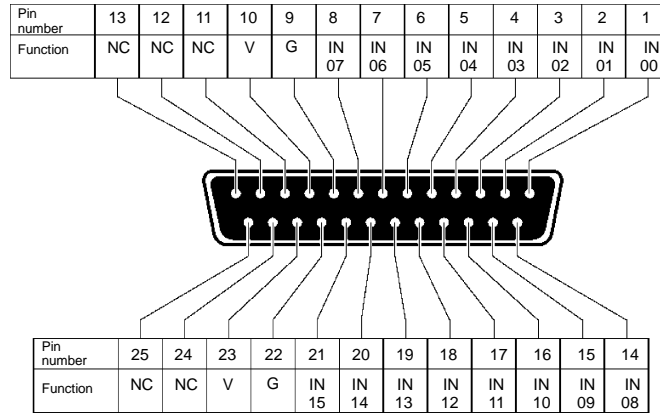 Pin number 13 12 11 10 9 8 7 6 5 4 3 2 1
Function NC NC NC V G IN 07 IN 06 IN 05 IN 04 IN 03 IN 02 IN 01 IN 00
Pin number 25 24 23 22 21 20 19 18 17 16 15 14
Function NC NC V G IN 15 IN 14 IN 13 IN 12 IN 11 IN 10 IN 09 IN 08